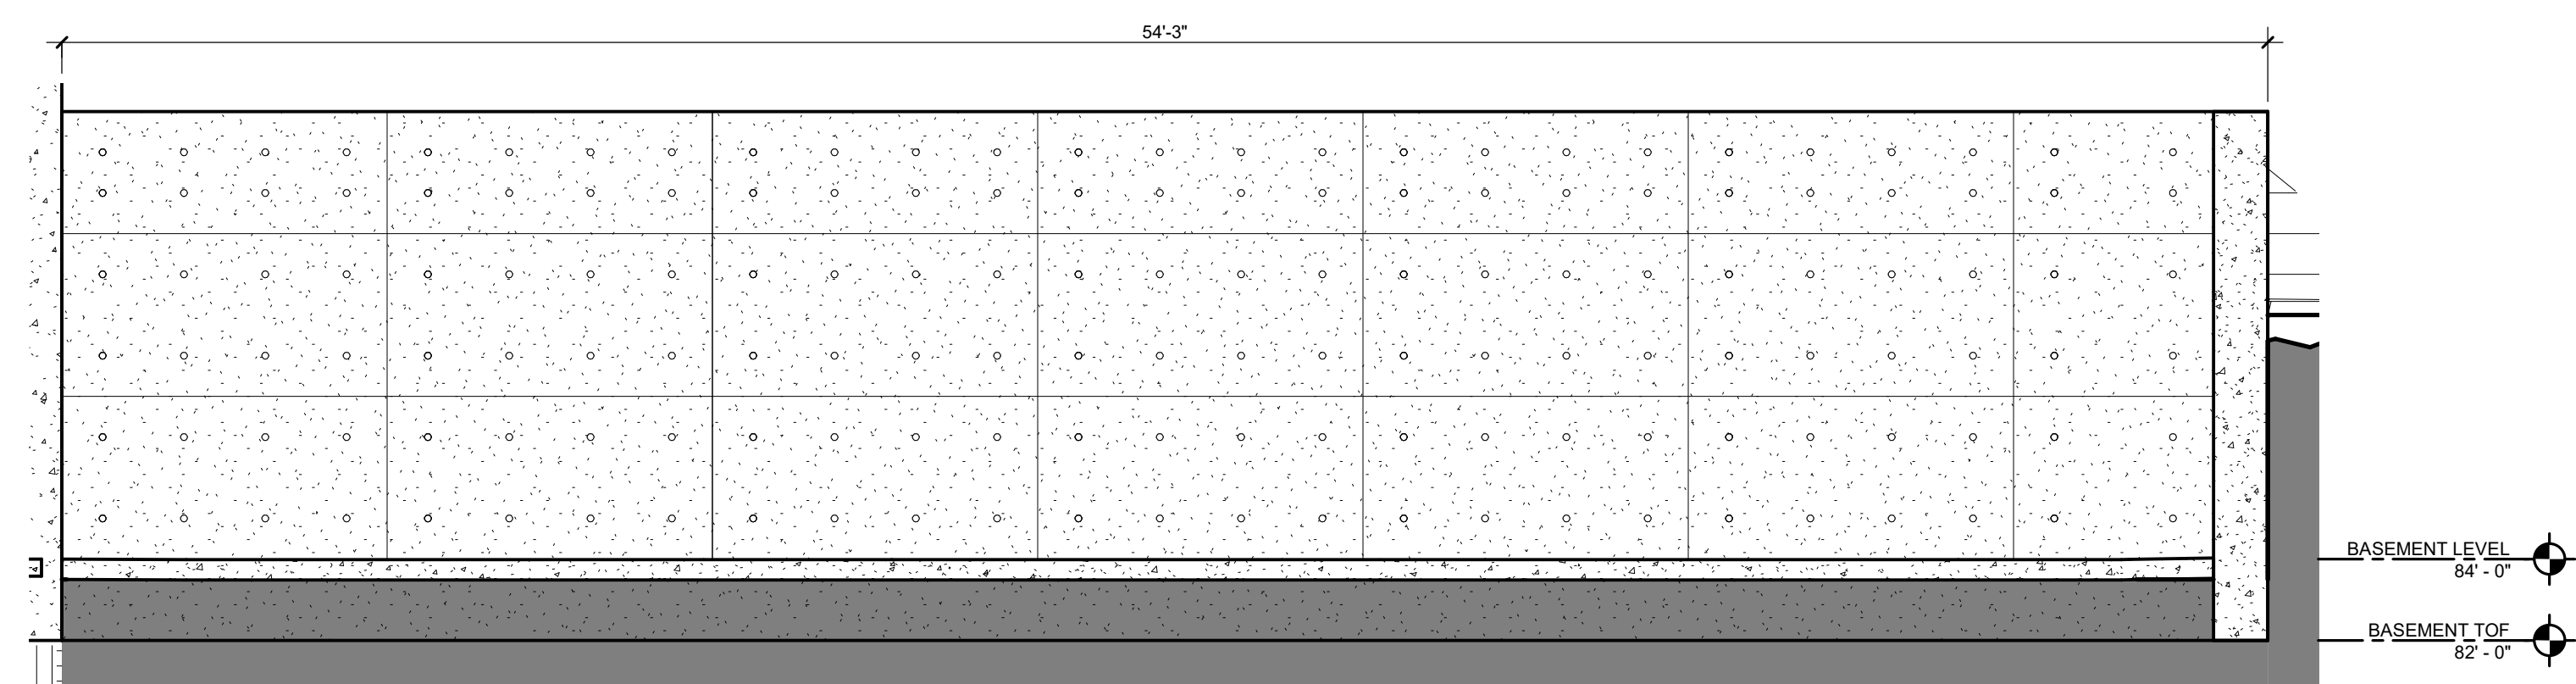 54'-3"
BASEMENT LEVEL
84' - 0"
BASEMENT TOF
82' - 0"